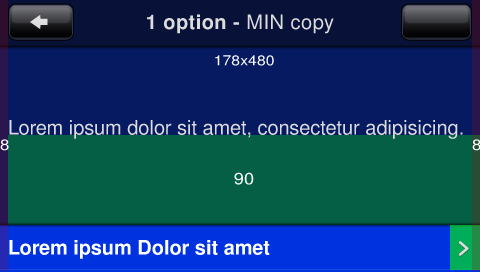 1 option - MIN copy
178x480
Lorem ipsum dolor sit amet, consectetur adipisicing.
8 8
90
Lorem ipsum Dolor sit amet